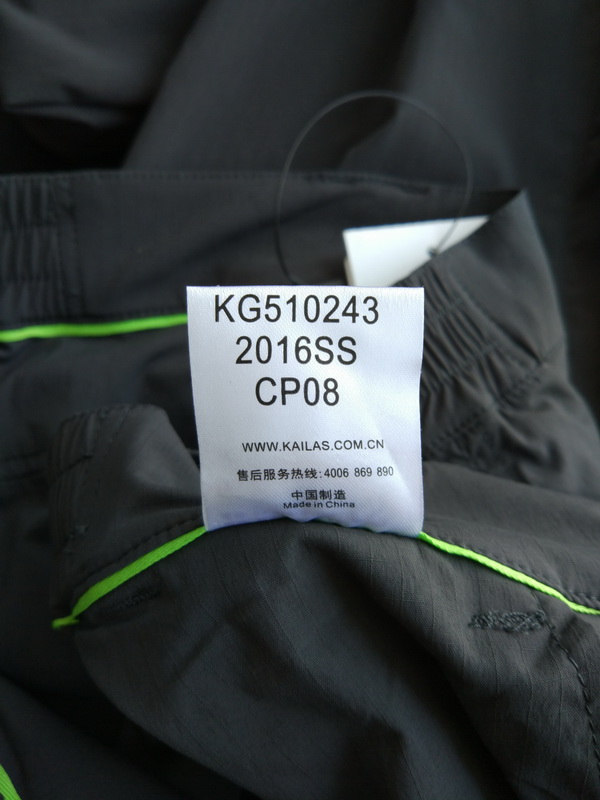 KG510243
2016SS
CP08
WWW.KAILAS.COM.CN
售后服务热线:4006 869 890
中国制造
Made in China